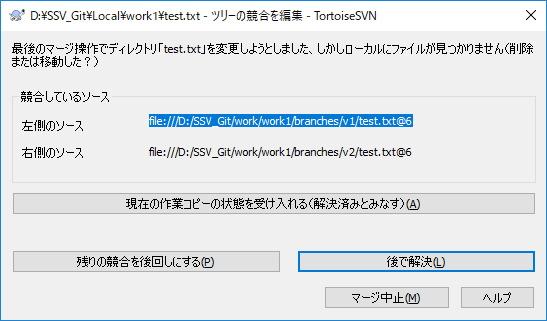 D:¥SSV_Git¥Local¥work1¥test.txt - ツリーの競合を編集 - TortoiseSVN
最後のマージ操作でディレクトリ「test.txt」を変更しようとしました、しかしローカルにファイルが見つかりません（削除
または移動した？）
競合しているソース
左側のソース file:///D:/SSV_Git/work/work1/branches/v1/test.txt@6
右側のソース file:///D:/SSV_Git/work/work1/branches/v2/test.txt@6
現在の作業コピーの状態を受け入れる（解決済みとみなす）(A)
残りの競合を後回しにする(P) 後で解決(L)
マージ中止(M) ヘルプ